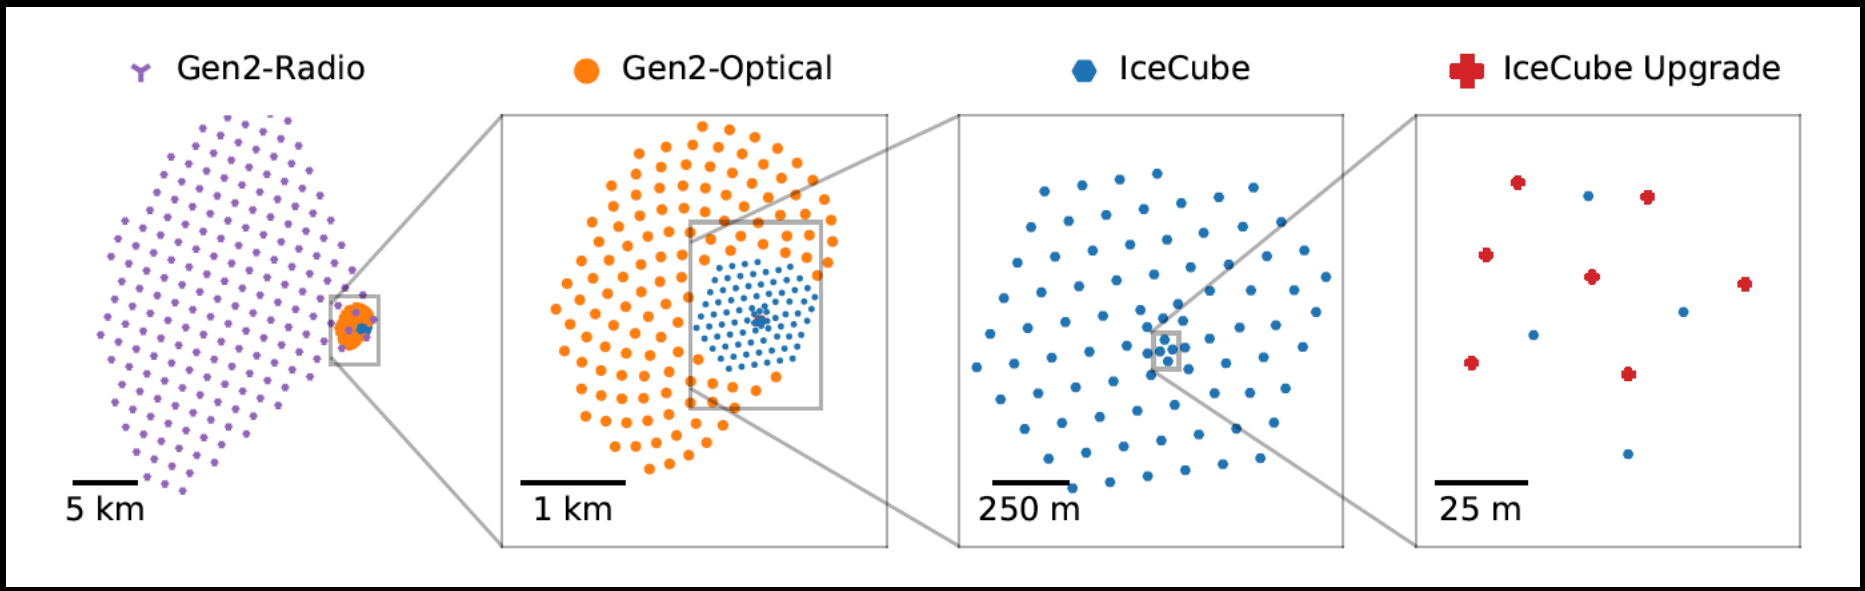 Gen2-Radio
Gen2-Optical
IceCube
IceCube Upgrade
5 km
1 km
250 m
25 m